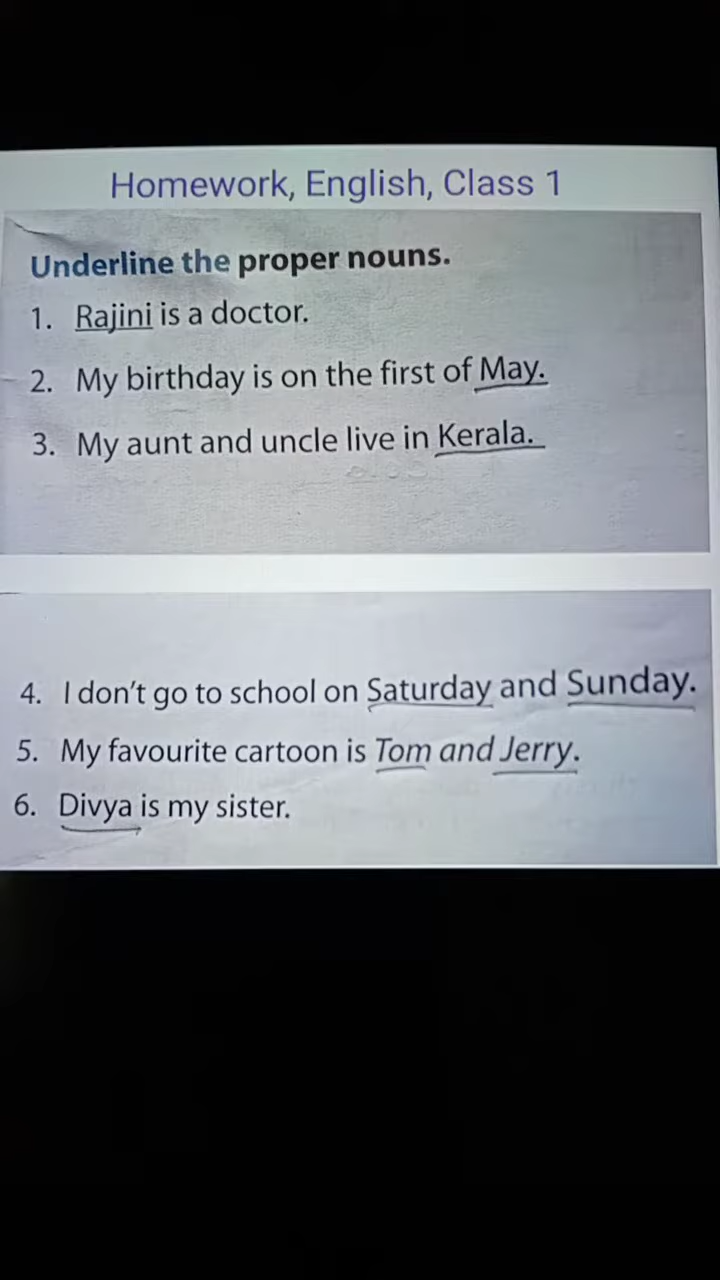 Homework, English, Class 1
Underline the proper nouns.
1. Rajini is a doctor.
2. My birthday is on the first of May.
3. My aunt and uncle live in Kerala.
4. I don't go to school on Saturday and Sunday.
5. My favourite cartoon is Tom and Jerry.
6. Divya is my sister.